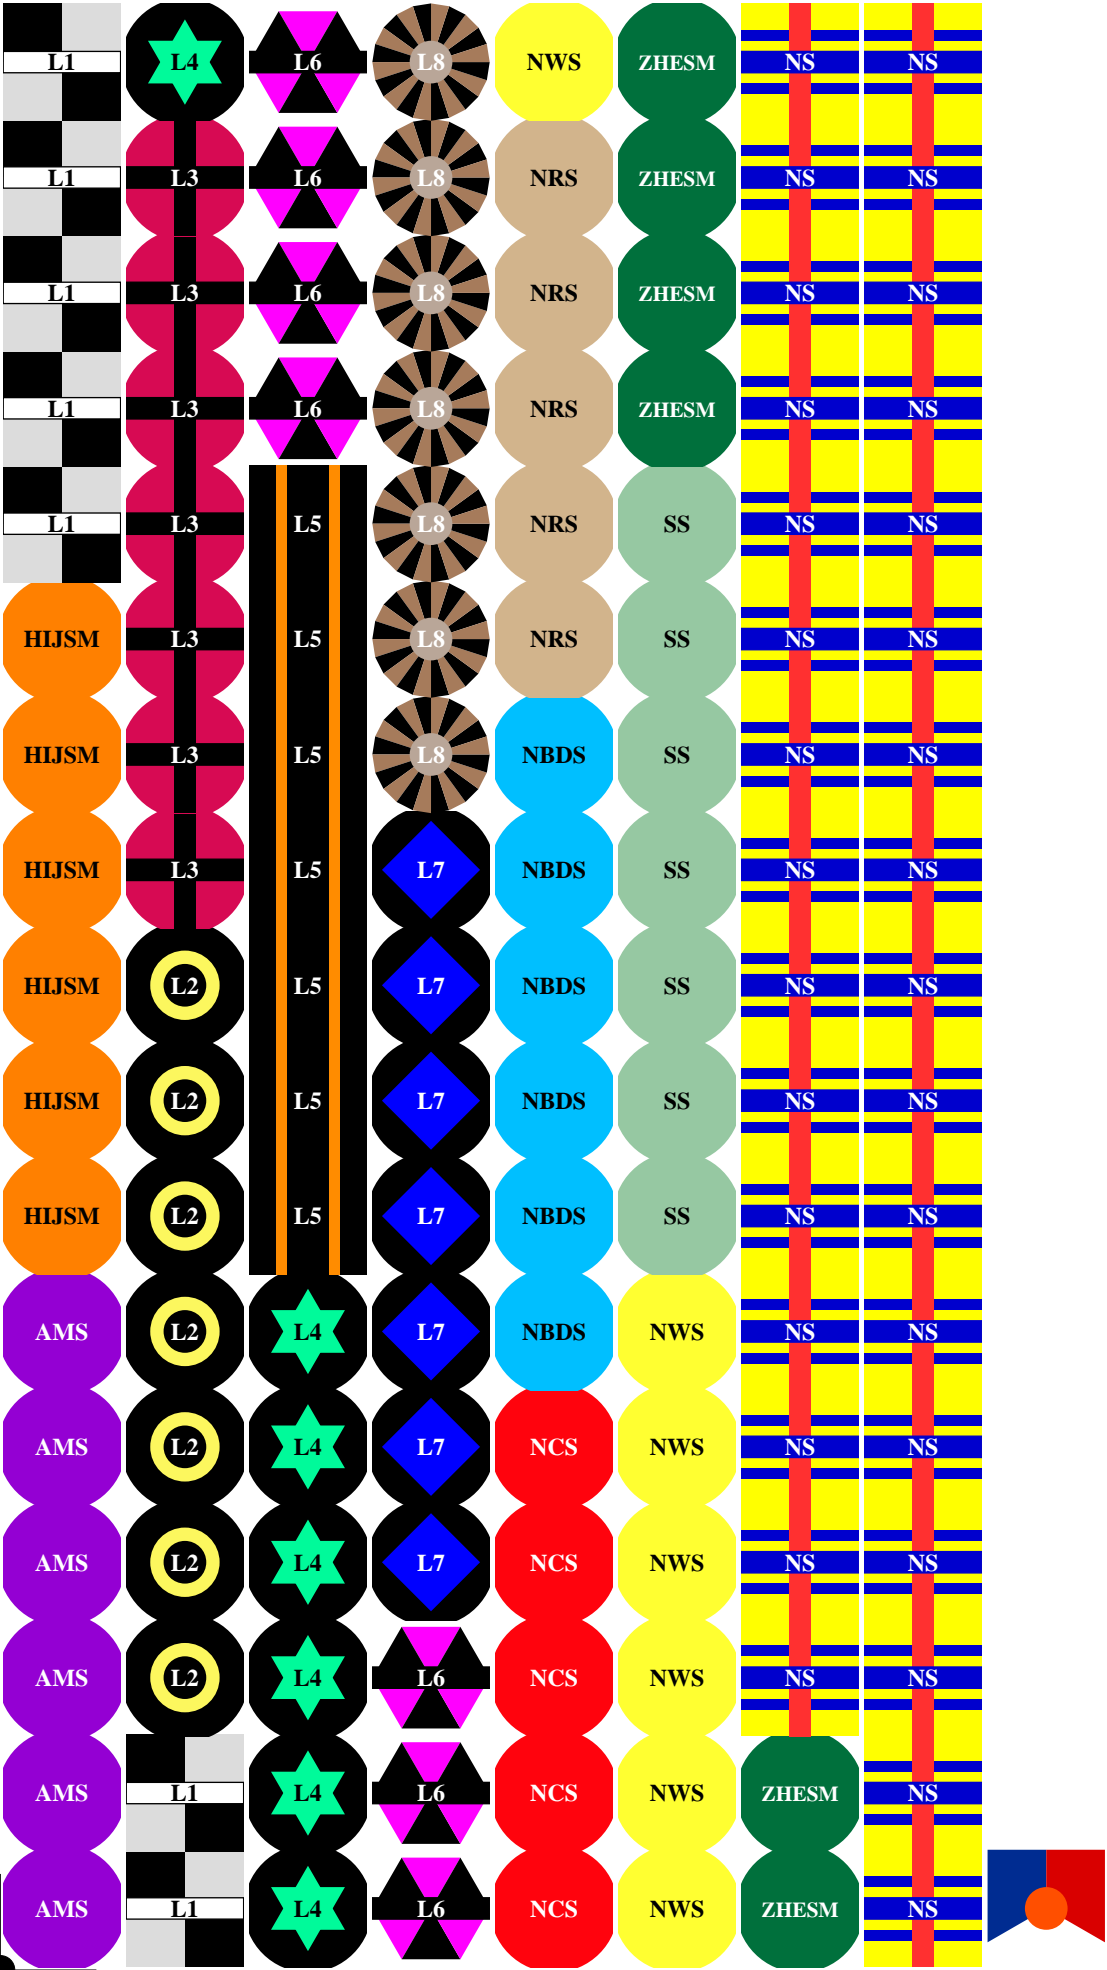 L1 L4 L6 L8 NWS ZHESM NS NS
L1 L3 L6 L8 NRS ZHESM NS NS
L1 L3 L6 L8 NRS ZHESM NS NS
L1 L3 L6 L8 NRS ZHESM NS NS
L1 L3 L5 L8 NRS SS NS NS
HIJSM L3 L5 L8 NRS SS NS NS
HIJSM L3 L5 L8 NBDS SS NS NS
HIJSM L3 L5 L7 NBDS SS NS NS
HIJSM L2 L5 L7 NBDS SS NS NS
HIJSM L2 L5 L7 NBDS SS NS NS
HIJSM L2 L5 L7 NBDS SS NS NS
AMS L2 L4 L7 NBDS NWS NS NS
AMS L2 L4 L7 NCS NWS NS NS
AMS L2 L4 L7 NCS NWS NS NS
AMS L2 L4 L6 NCS NWS NS NS
AMS L1 L4 L6 NCS NWS ZHESM NS
AMS L1 L4 L6 NCS NWS ZHESM NS